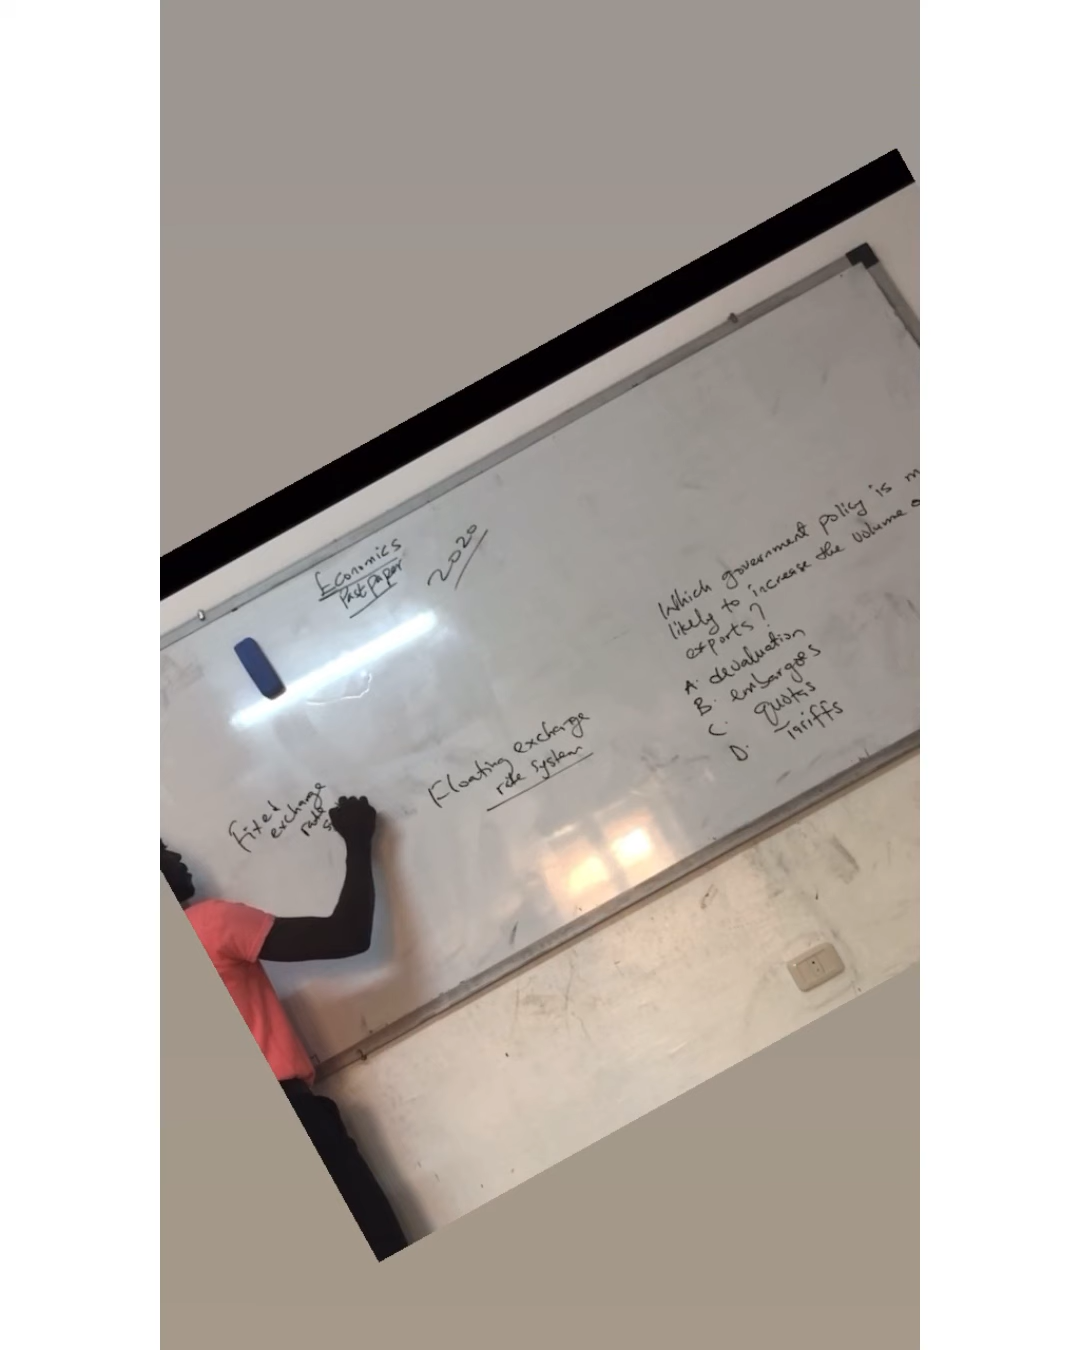 Economics
Past paper
2020
Fixed
exchange
rate
Floating exchange
rate system
Which government policy is
likely to increase the volume
exports?
A. devaluation
B. embargoes
C. quotas
D. Tariffs